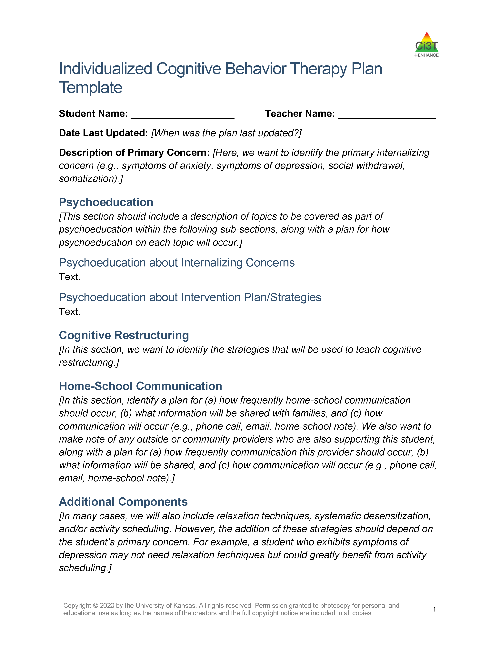 CI3T
ENHANCE
Individualized Cognitive Behavior Therapy Plan
Template
Student Name: ____________________ Teacher Name: ___________________
Date Last Updated: [When was the plan last updated?]
Description of Primary Concern: [Here, we want to identify the primary internalizing
concern (e.g., symptoms of anxiety, symptoms of depression, social withdrawal,
somatization).]
Psychoeducation
[This section should include a description of topics to be covered as part of
psychoeducation within the following sub sections, along with a plan for how
psychoeducation on each topic will occur.]
Psychoeducation about Internalizing Concerns
Text.
Psychoeducation about Intervention Plan/Strategies
Text.
Cognitive Restructuring
[In this section, we want to identify the strategies that will be used to teach cognitive
restructuring.]
Home-School Communication
[In this section, identify a plan for (a) how frequently home-school communication
should occur, (b) what information will be shared with families, and (c) how
communication will occur (e.g., phone call, email, home-school note). We also want to
make note of any outside or community providers who are also supporting this student,
along with a plan for (a) how frequently communication this provider should occur, (b)
what information will be shared, and (c) how communication will occur (e.g., phone call,
email, home-school note).]
Additional Components
[In many cases, we will also include relaxation techniques, systematic desensitization,
and/or activity scheduling. However, the addition of these strategies should depend on
the student's primary concern. For example, a student who exhibits symptoms of
depression may not need relaxation techniques but could greatly benefit from activity
scheduling.]
Copyright © 2020 by the University of Kansas. All rights reserved. Permission granted to photocopy for personal and
educational use as long as the names of the creators and the full copyright notice are included in all copies.
1